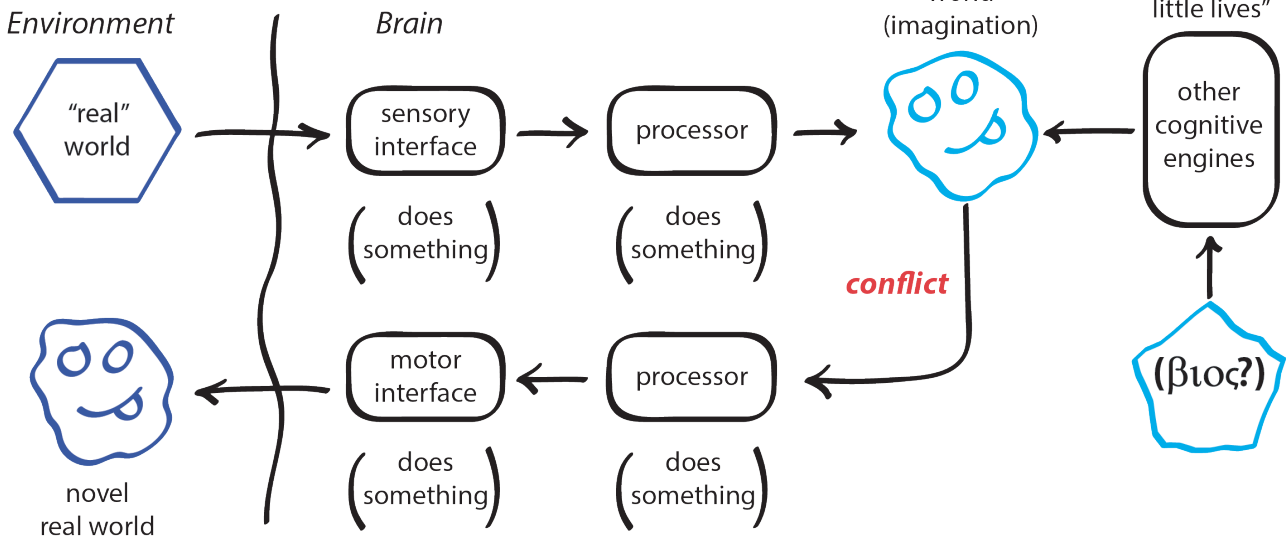 Environment
Brain
(imagination)
little lives”
“real”
world
sensory
interface
processor
other
cognitive
engines
(does
something)
(does
something)
conflict
motor
interface
processor
(βιος?)
novel
real world
(does
something)
(does
something)